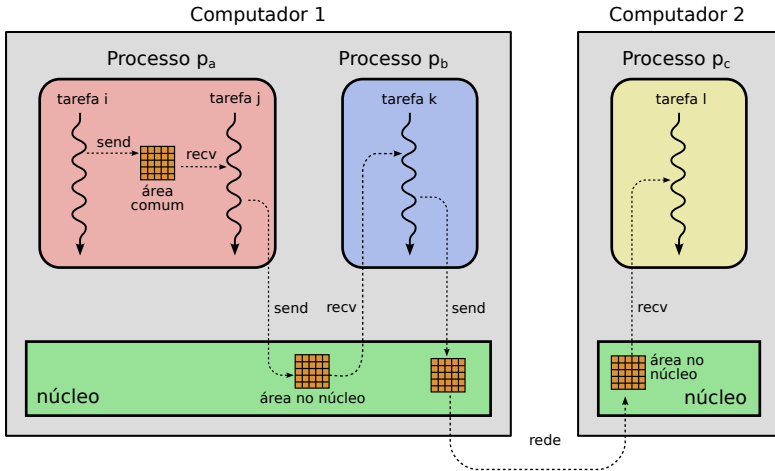 Computador 1
Computador 2
Processo pa
Processo pb
Processo pc
tarefa i
tarefa j
tarefa k
tarefa l
send
recv
área
comum
send
recv
send
recv
área no núcleo
núcleo
área no
núcleo
núcleo
rede